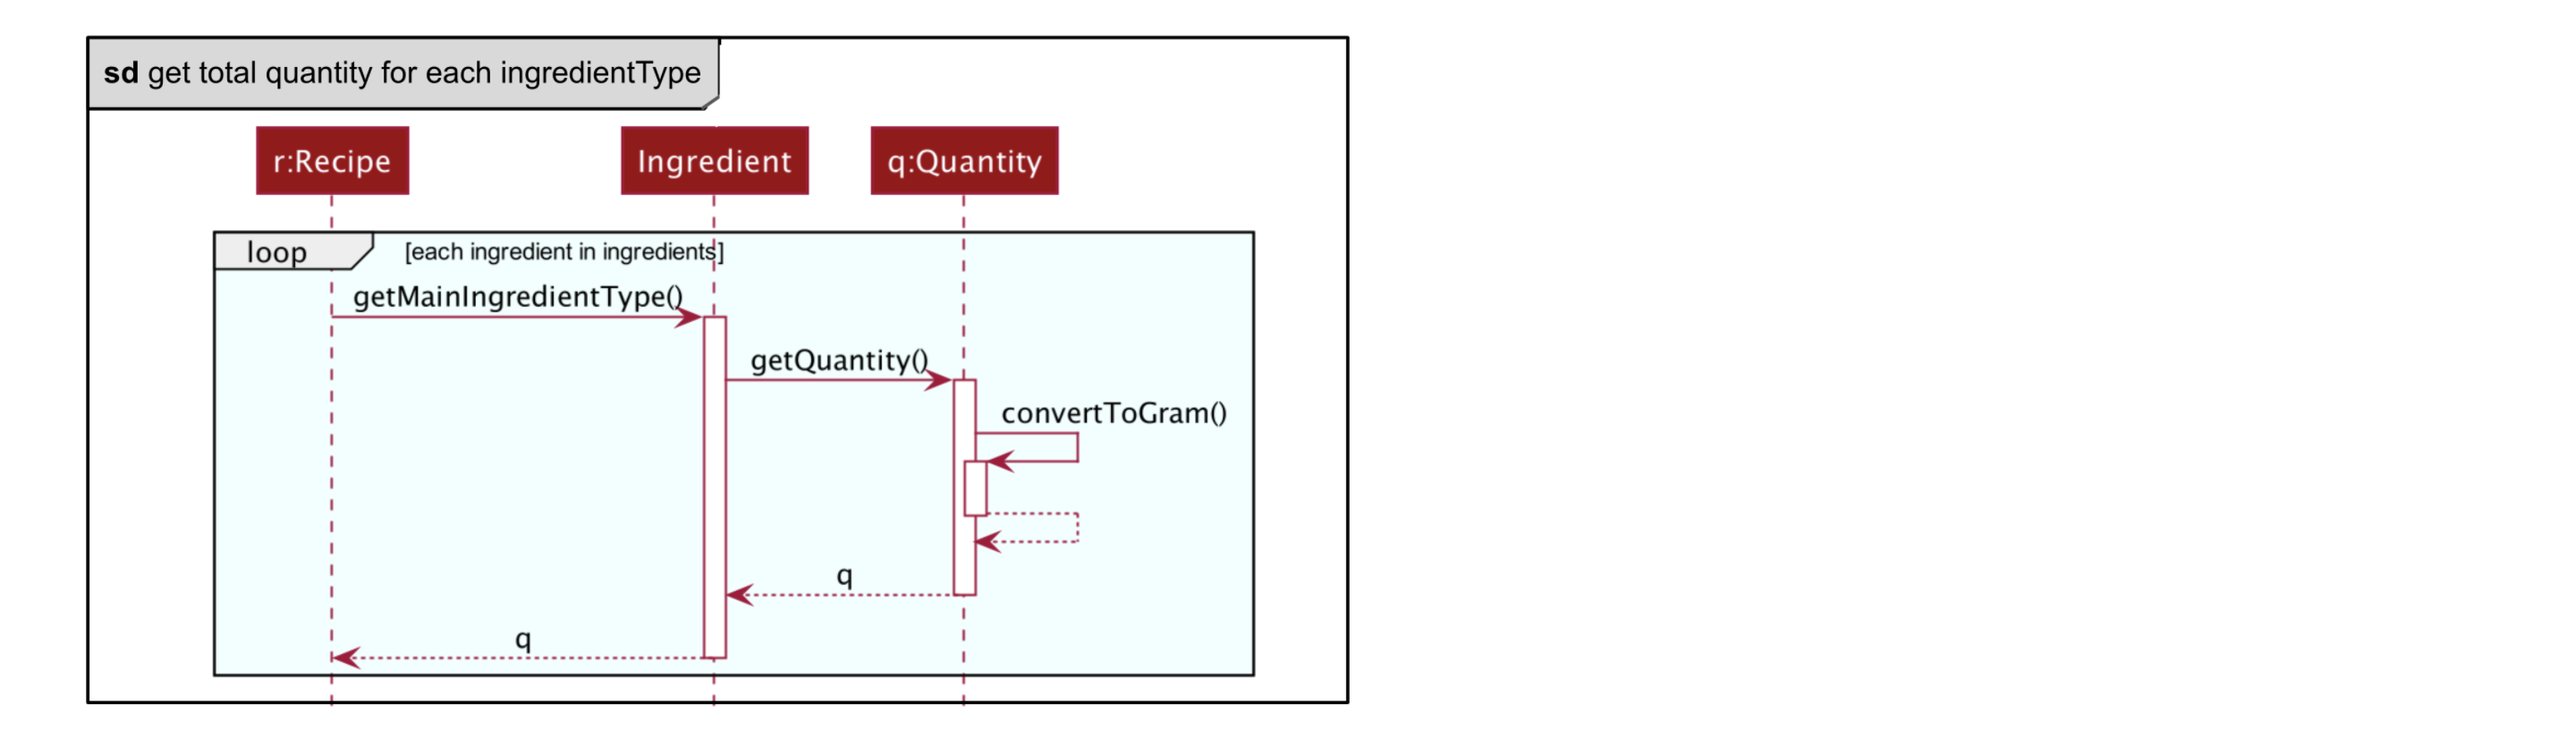 sd get total quantity for each ingredientType
r:Recipe
Ingredient
q:Quantity
loop
[each ingredient in ingredients]
getMainIngredientType()
getQuantity()
convertToGram()
q
q